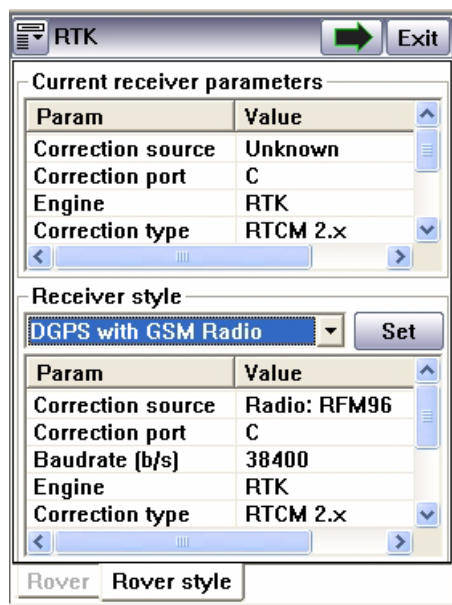 RTK Exit
Current receiver parameters
Param Value
Correction source Unknown
Correction port C
Engine RTK
Correction type RTCM 2.x
Receiver style
DGPS with GSM Radio Set
Param Value
Correction source Radio: RFM96
Correction port C
Baudrate (b/s) 38400
Engine RTK
Correction type RTCM 2.x
Rover Rover style